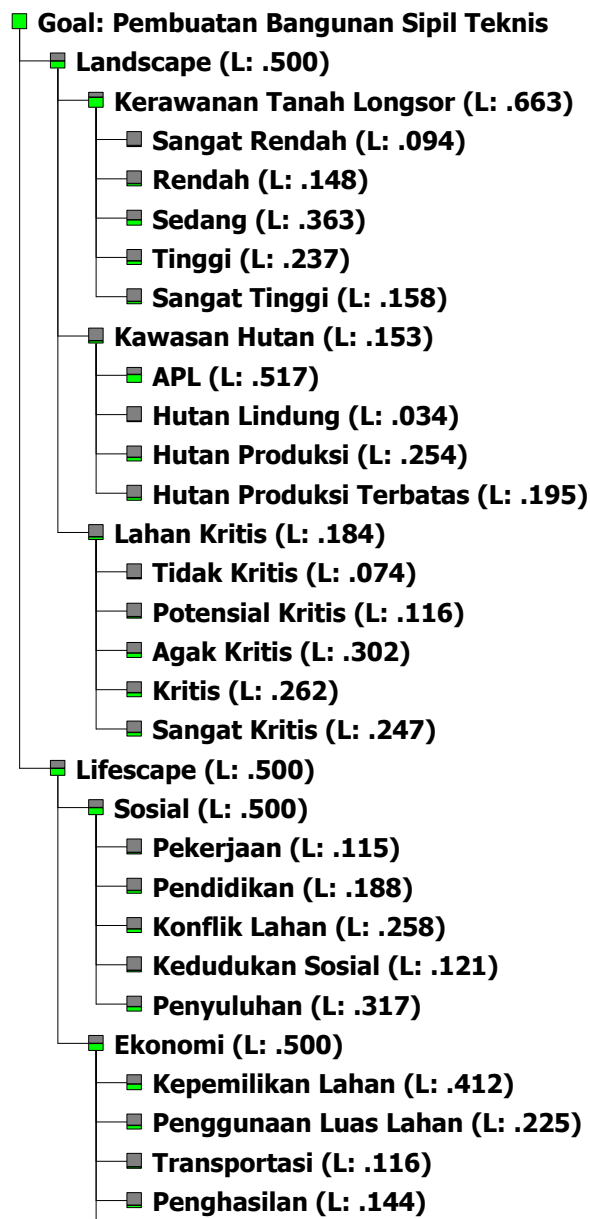 Goal: Pembuatan Bangunan Sipil Teknis
Landscape (L: .500)
Kerawanan Tanah Longsor (L: .663)
Sangat Rendah (L: .094)
Rendah (L: .148)
Sedang (L: .363)
Tinggi (L: .237)
Sangat Tinggi (L: .158)
Kawasan Hutan (L: .153)
APL (L: .517)
Hutan Lindung (L: .034)
Hutan Produksi (L: .254)
Hutan Produksi Terbatas (L: .195)
Lahan Kritis (L: .184)
Tidak Kritis (L: .074)
Potensial Kritis (L: .116)
Agak Kritis (L: .302)
Kritis (L: .262)
Sangat Kritis (L: .247)
Lifescape (L: .500)
Sosial (L: .500)
Pekerjaan (L: .115)
Pendidikan (L: .188)
Konflik Lahan (L: .258)
Kedudukan Sosial (L: .121)
Penyuluhan (L: .317)
Ekonomi (L: .500)
Kepemilikan Lahan (L: .412)
Penggunaan Luas Lahan (L: .225)
Transportasi (L: .116)
Penghasilan (L: .144)